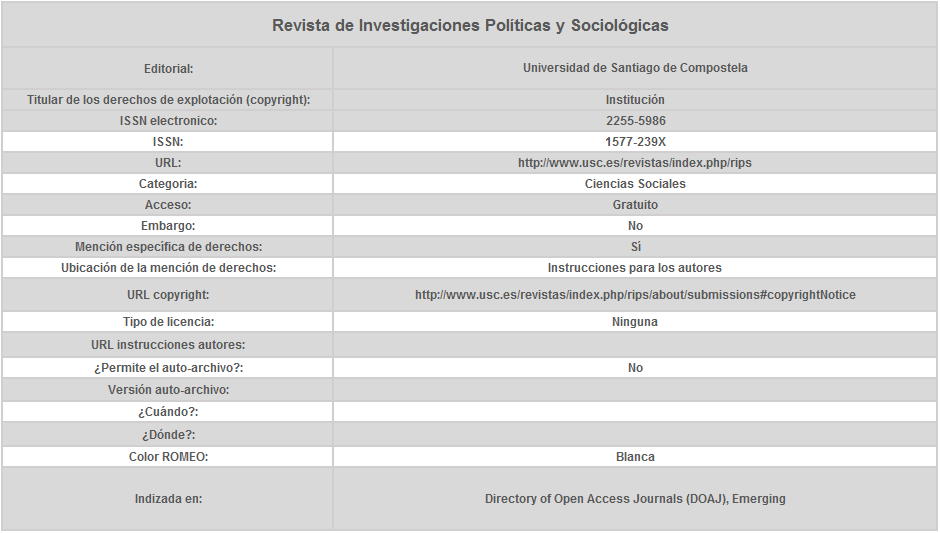 Revista de Investigaciones Políticas y Sociológicas
Editorial: Universidad de Santiago de Compostela
Titular de los derechos de explotación (copyright): Institución
ISSN electronico: 2255-5986
ISSN: 1577-239X
URL: http://www.usc.es/revistas/index.php/rips
Categoria: Ciencias Sociales
Acceso: Gratuito
Embargo: No
Mención específica de derechos: Sí
Ubicación de la mención de derechos: Instrucciones para los autores
URL copyright: http://www.usc.es/revistas/index.php/rips/about/submissions#copyrightNotice
Tipo de licencia: Ninguna
URL instrucciones autores:
¿Permite el auto-archivo?: No
Versión auto-archivo:
¿Cuándo?:
¿Dónde?:
Color ROMEO: Blanca
Indizada en: Directory of Open Access Journals (DOAJ), Emerging